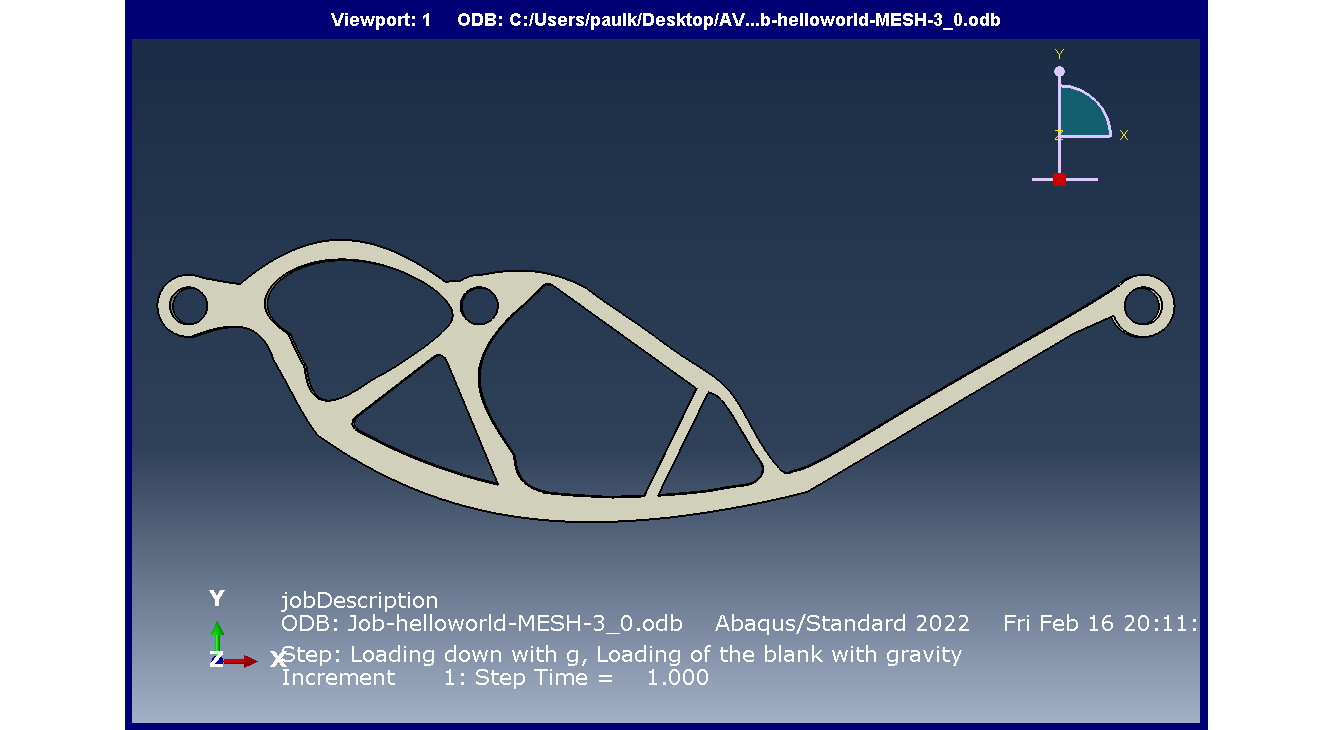 Viewport: 1 ODB: C:/Users/paulk/Desktop/AV...b-helloworld-MESH-3_0.odb
Y
Z X
Y
jobDescription
ODB: Job-helloworld-MESH-3_0.odb Abaqus/Standard 2022 Fri Feb 16 20:11:
Z X Step: Loading down with g, Loading of the blank with gravity
Increment 1: Step Time = 1.000